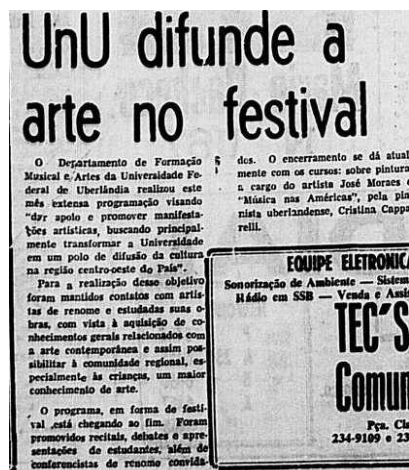 UnU difunde a
arte no festival
O Departamento de Formação
Musical e Artes da Universidade Fe-
deral de Uberlândia realizou este
mês extensa programação visando
"dar apoio e promover manifesta-
ções artísticas, buscando principal-
mente transformar a Universidade
em um polo de difusão da cultura
na região centro-oeste do País".
Para a realização desse objetivo
foram mantidos contatos com artis-
tas de renome e estudadas suas o-
bras, com vista à aquisição de co-
nhecimentos gerais relacionados com
a arte contemporânea e assim pos-
sibilitar à comunidade regional, es-
pecialmente às crianças, um maior
conhecimento de arte.
O programa, em forma de festi-
val ,está chegando ao fim. Foram
promovidos recitais, debates e apre-
sentações de estudantes, além de
conferencistas de renome convida-
dos. O encerramento se dá atual
mente com os cursos: sobre pintura
a cargo do artista José Moraes
"Música nas Américas", pela pia
nista uberlandense, Cristina Cappa
relli.
EQUIPE ELETRONICA
Sonorização de Ambiente — Sistem
Rádio em SSB — Venda e Assis
TEC'S
Comun
Pça. Cl
234-9109 e 23